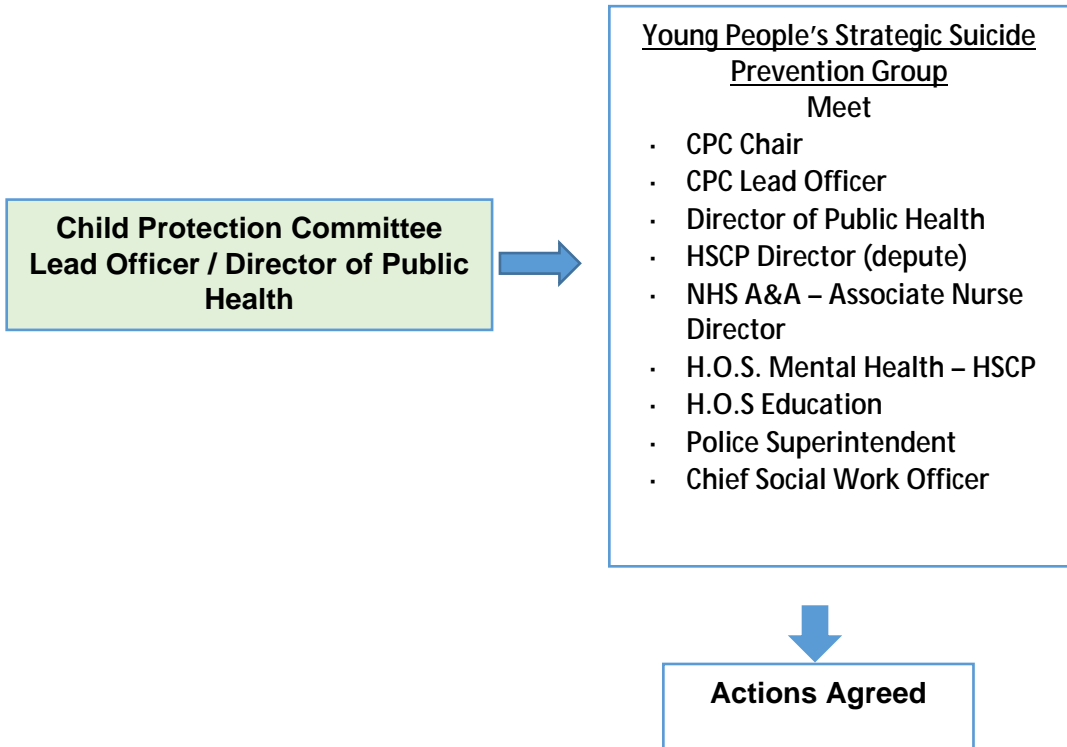 Child Protection Committee
Lead Officer / Director of Public
Health
Young People's Strategic Suicide
Prevention Group
Meet
· CPC Chair
· CPC Lead Officer
· Director of Public Health
· HSCP Director (depute)
· NHS A&A – Associate Nurse
Director
· H.O.S. Mental Health – HSCP
· H.O.S Education
· Police Superintendent
· Chief Social Work Officer
Actions Agreed